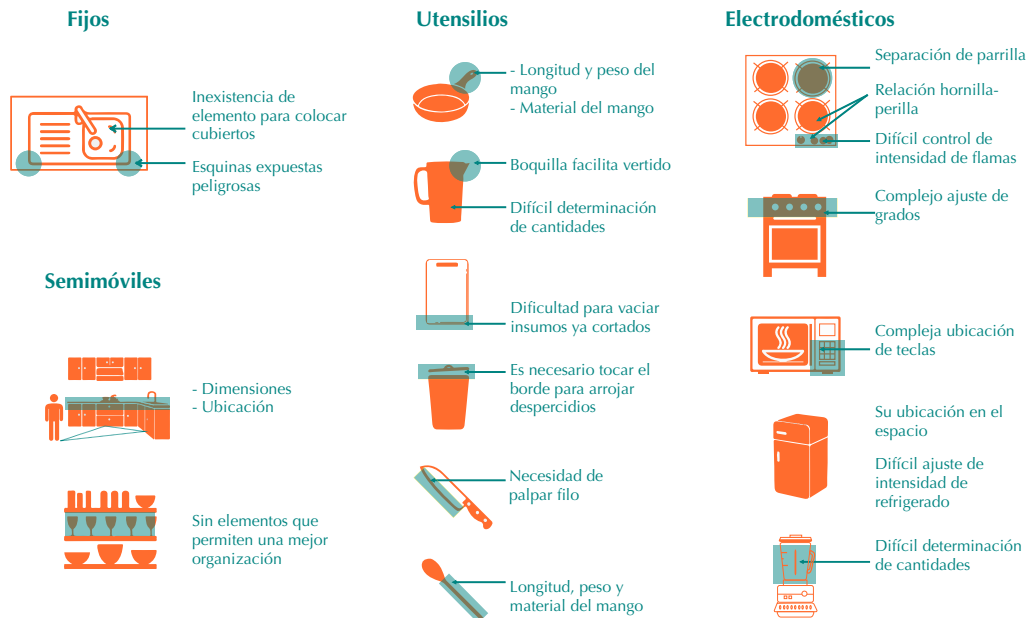 Fijos
Inexistencia de
elemento para colocar
cubiertos
Esquinas expuestas
peligrosas
Semimóviles
- Dimensiones
- Ubicación
Sin elementos que
permiten una mejor
organización
Utensilios
- Longitud y peso del
mango
- Material del mango
Boquilla facilita vertido
Difícil determinación
de cantidades
Dificultad para vaciar
insumos ya cortados
Es necesario tocar el
borde para arrojar
despercidios
Necesidad de
palpar filo
Longitud, peso y
material del mango
Electrodomésticos
Separación de parrilla
Relación hornilla-
perilla
Difícil control de
intensidad de flamas
Complejo ajuste de
grados
Compleja ubicación
de teclas
Su ubicación en el
espacio
Difícil ajuste de
intensidad de
refrigerado
Difícil determinación
de cantidades